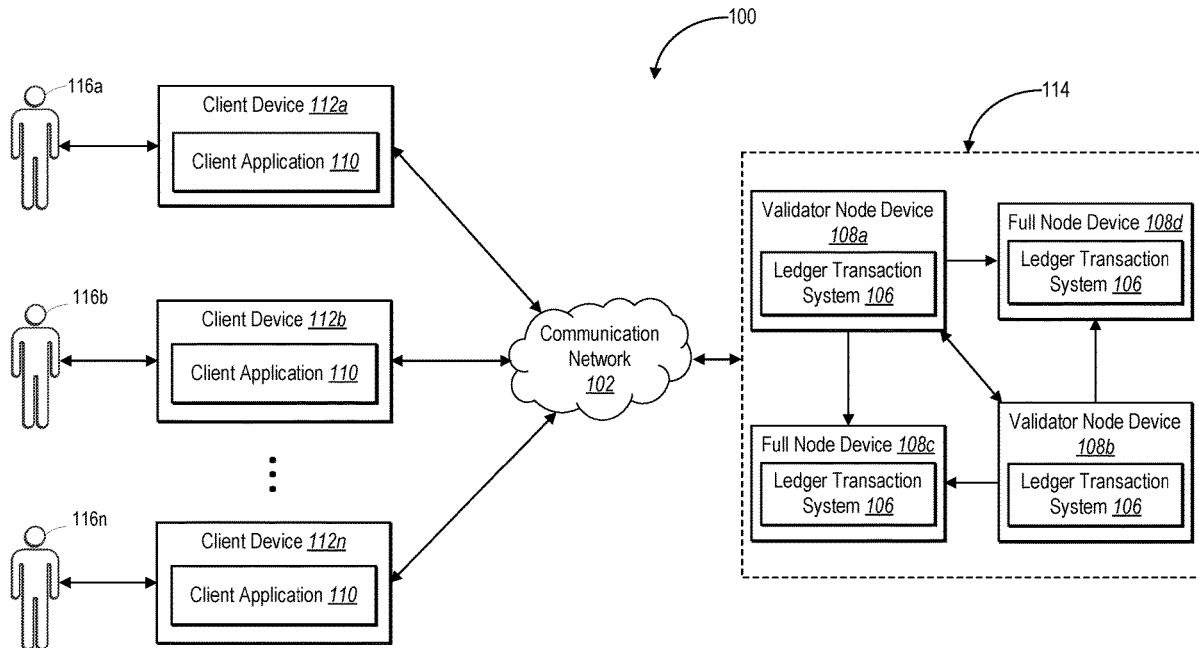 100
116a
Client Device 112a
Client Application 110
114
Validator Node Device
108a
Ledger Transaction
System 106
Full Node Device 108d
Ledger Transaction
System 106
116b
Client Device 112b
Client Application 110
Communication
Network
102
Full Node Device 108c
Ledger Transaction
System 106
Validator Node Device
108b
Ledger Transaction
System 106
116n
Client Device 112n
Client Application 110